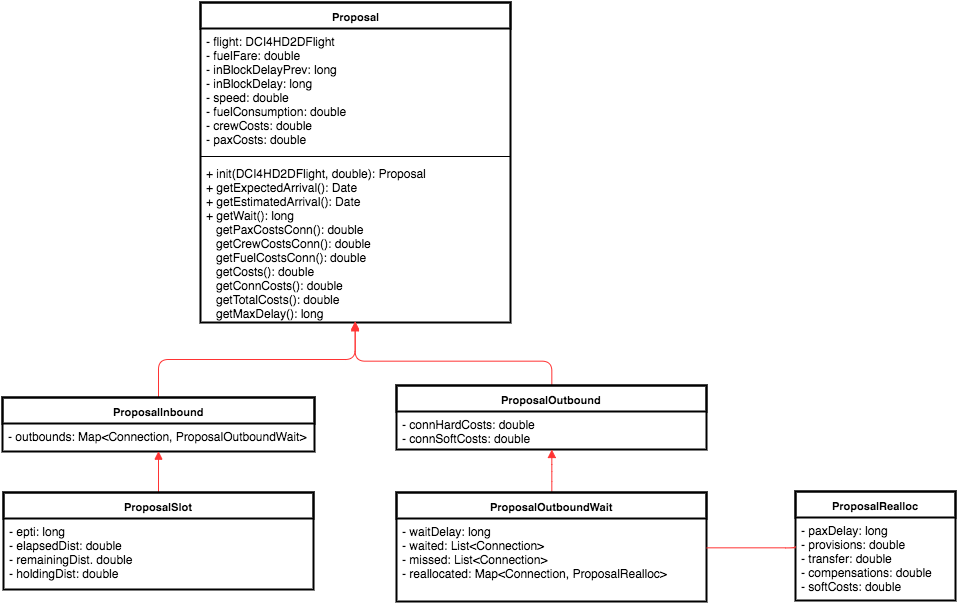 Proposal
- flight: DCI4HD2DFlight
- fuelFare: double
- inBlockDelayPrev: long
- inBlockDelay: long
- speed: double
- fuelConsumption: double
- crewCosts: double
- paxCosts: double
+ init(DCI4HD2DFlight, double): Proposal
+ getExpectedArrival(): Date
+ getEstimatedArrival(): Date
+ getWait(): long
getPaxCostsConn(): double
getCrewCostsConn(): double
getFuelCostsConn(): double
getCosts(): double
getConnCosts(): double
getTotalCosts(): double
getMaxDelay(): long
ProposalInbound
- outbounds: Map<Connection, ProposalOutboundWait>
ProposalOutbound
- connHardCosts: double
- connSoftCosts: double
ProposalSlot
- epti: long
- elapsedDist: double
- remainingDist. double
- holdingDist: double
ProposalOutboundWait
- waitDelay: long
- waited: List<Connection>
- missed: List<Connection>
- reallocated: Map<Connection, ProposalRealloc>
ProposalRealloc
- paxDelay: long
- provisions: double
- transfer: double
- compensations: double
- softCosts: double